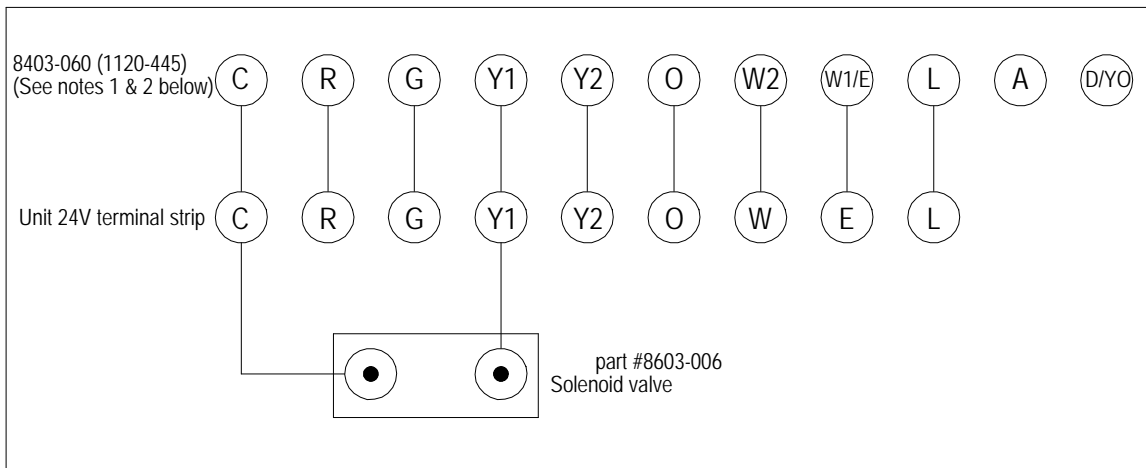 8403-060 (1120-445)
(See notes 1 & 2 below)
C R G Y1 Y2 O W2 W1/E L A D/YO
Unit 24V terminal strip
C R G Y1 Y2 O W E L
part #8603-006
Solenoid valve